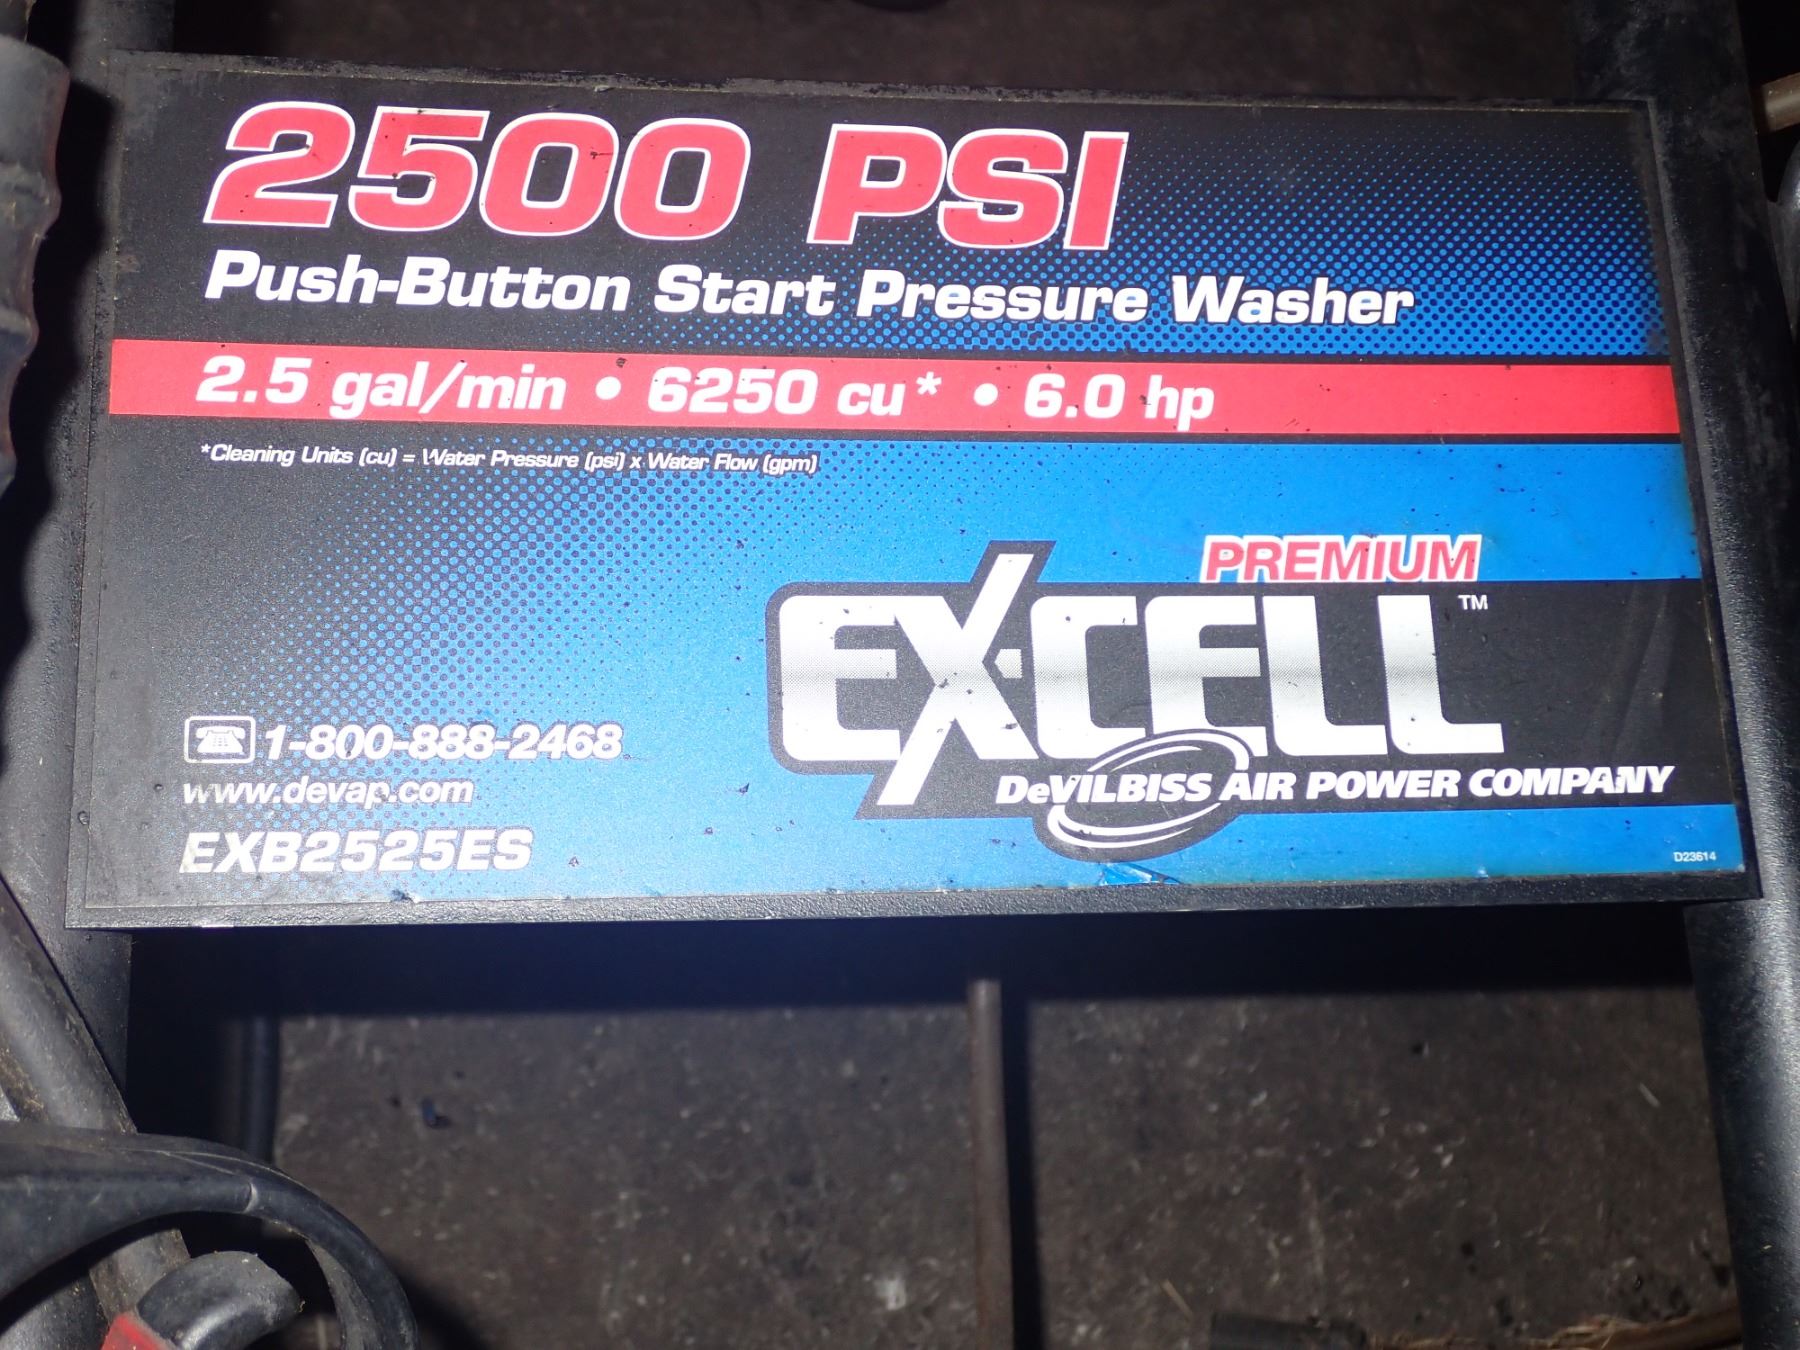 2500 PSI
Push-Button Start Pressure Washer
2.5 gal/min • 6250 cu* • 6.0 hp
*Cleaning Units (cu) = Water Pressure (psi) x Water Flow (gpm)
PREMIUM
EX-CELL™
DeVILBISS AIR POWER COMPANY
1-800-888-2468
www.devap.com
EXB2525ES
D23614